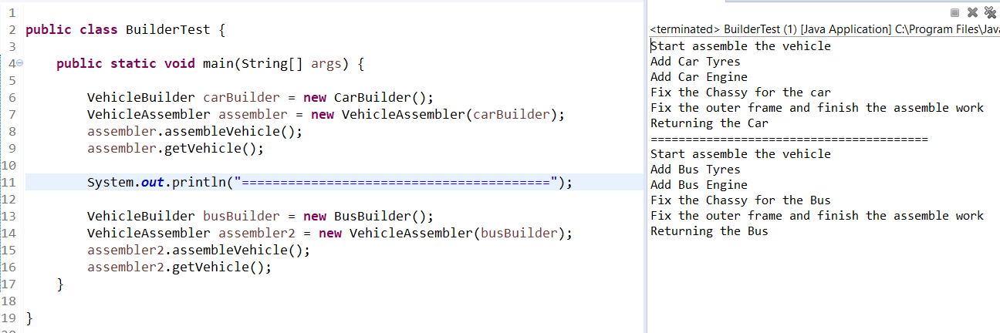 1
2 public class BuilderTest {
3
4 public static void main(String[] args) {
5
6 VehicleBuilder carBuilder = new CarBuilder();
7 VehicleAssembler assembler = new VehicleAssembler(carBuilder);
8 assembler.assembleVehicle();
9 assembler.getVehicle();
10
11 System.out.println("========================================");
12
13 VehicleBuilder busBuilder = new BusBuilder();
14 VehicleAssembler assembler2 = new VehicleAssembler(busBuilder);
15 assembler2.assembleVehicle();
16 assembler2.getVehicle();
17 }
18
19 }
<terminated> BuilderTest (1) [Java Application] C:\Program Files\Java
Start assemble the vehicle
Add Car Tyres
Add Car Engine
Fix the Chassy for the car
Fix the outer frame and finish the assemble work
Returning the Car
========================================
Start assemble the vehicle
Add Bus Tyres
Add Bus Engine
Fix the Chassy for the Bus
Fix the outer frame and finish the assemble work
Returning the Bus